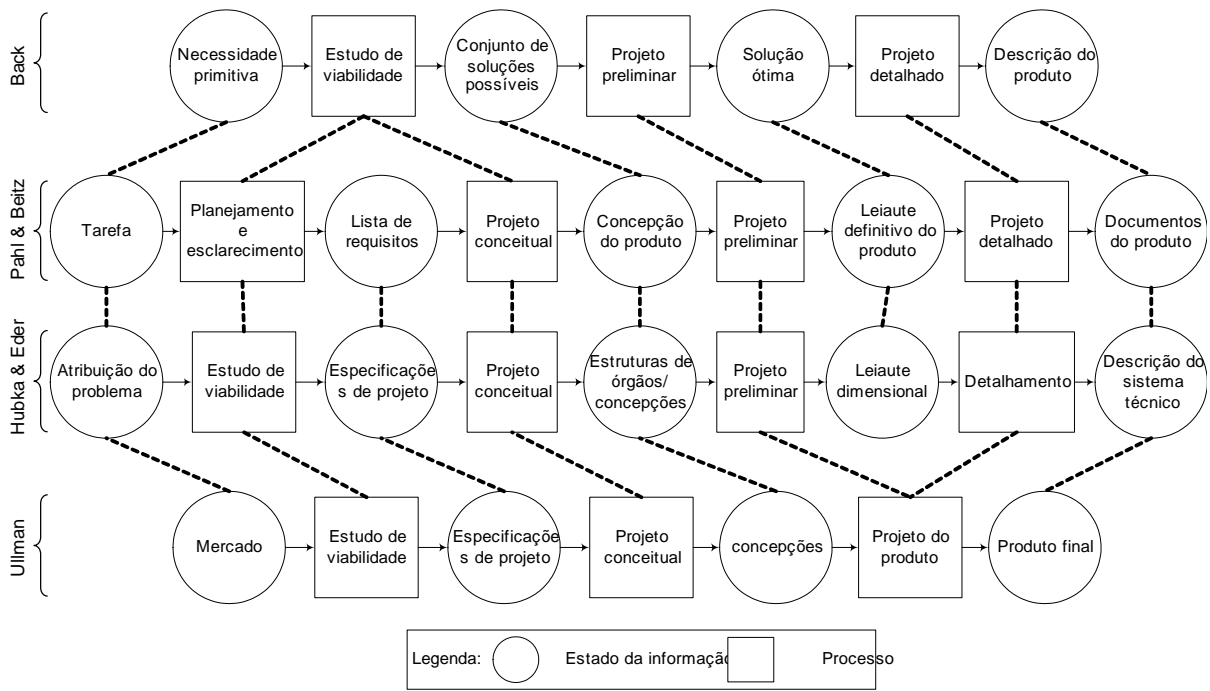 Back
Necessidade
primitiva
Estudo de
viabilidade
Conjunto de
soluções
possíveis
Projeto
preliminar
Solução
ótima
Projeto
detalhado
Descrição do
produto
Pahl & Beitz
Tarefa
Planejamento
e
esclarecimento
Lista de
requisitos
Projeto
conceitual
Concepção
do produto
Projeto
preliminar
Leiaute
definitivo do
produto
Projeto
detalhado
Documentos
do produto
Hubka & Eder
Atribuição do
problema
Estudo de
viabilidade
Especificaçõe
s de projeto
Projeto
conceitual
Estruturas de
órgãos/
concepções
Projeto
preliminar
Leiaute
dimensional
Detalhamento
Descrição do
sistema
técnico
Ullman
Mercado
Estudo de
viabilidade
Especificaçõe
s de projeto
Projeto
conceitual
concepções
Projeto do
produto
Produto final
Legenda: Estado da informação Processo